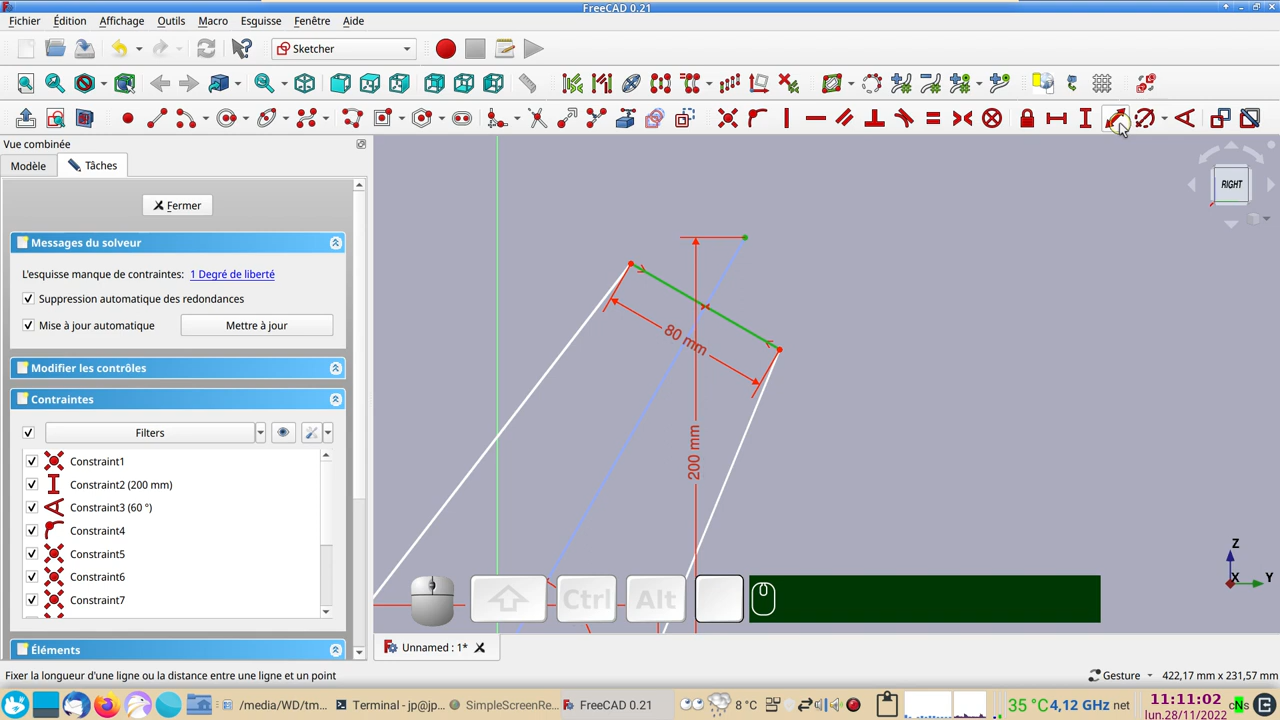 FreeCAD 0.21
Fichier Édition Affichage Outils Macro Esquisse Fenêtre Aide
Sketcher
Vue combinée
Modèle Tâches
Fermer
Messages du solveur
L'esquisse manque de contraintes: 1 Degré de liberté
Suppression automatique des redondances
Mise à jour automatique Mettre à jour
Modifier les contrôles
Contraintes
Filters
Constraint1
Constraint2 (200 mm)
Constraint3 (60 °)
Constraint4
Constraint5
Constraint6
Constraint7
Éléments
80 mm
200 mm
RIGHT
Z
X Y
Ctrl Alt
Unnamed : 1*
Fixer la longueur d'une ligne ou la distance entre une ligne et un point
Gesture 422,17 mm x 231,57 mm
/media/WD/tm... Terminal - jp@jp... SimpleScreenRe... FreeCAD 0.21 8 °C 35 °C 4,12 GHz net 11:11:02
lun.28/11/2022
cNs